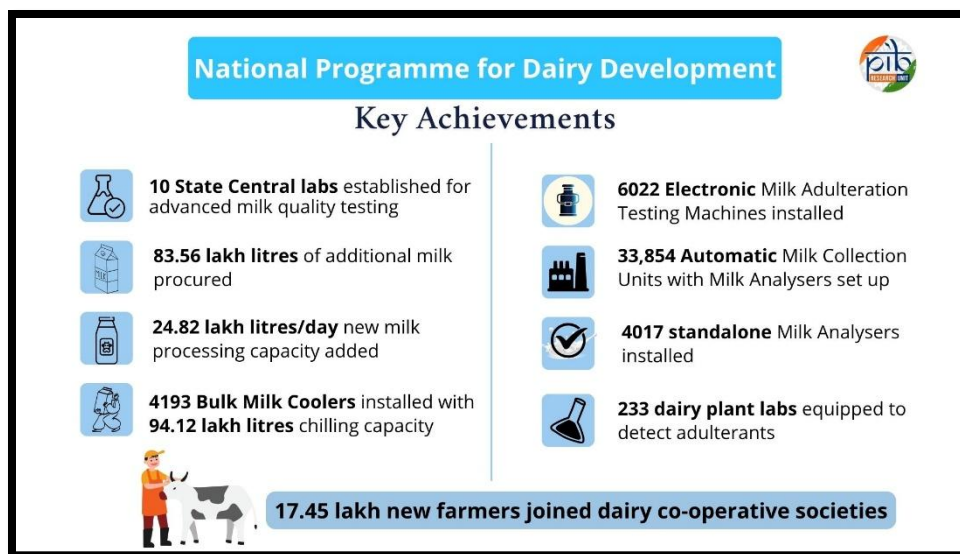 National Programme for Dairy Development
pib
RESEARCH UNIT
Key Achievements
10 State Central labs established for
advanced milk quality testing
83.56 lakh litres of additional milk
procured
24.82 lakh litres/day new milk
processing capacity added
4193 Bulk Milk Coolers installed with
94.12 lakh litres chilling capacity
6022 Electronic Milk Adulteration
Testing Machines installed
33,854 Automatic Milk Collection
Units with Milk Analysers set up
4017 standalone Milk Analysers
installed
233 dairy plant labs equipped to
detect adulterants
17.45 lakh new farmers joined dairy co-operative societies